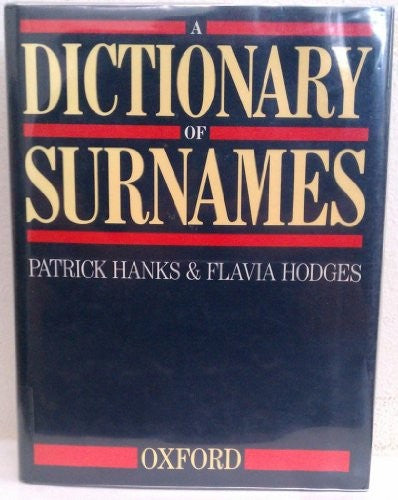 A
DICTIONARY
OF
SURNAMES
PATRICK HANKS & FLAVIA HODGES
OXFORD